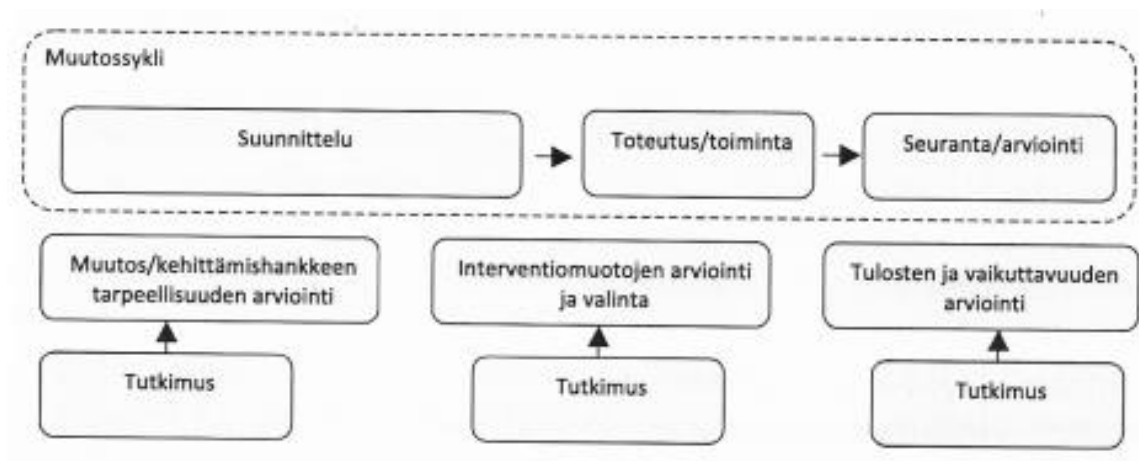 Muutossykli
Suunnittelu
Toteutus/toiminta
Seuranta/arviointi
Muutos/kehittämishankkeen
tarpeellisuuden arviointi
Interventiomuotojen arviointi
ja valinta
Tulosten ja vaikuttavuuden
arviointi
Tutkimus
Tutkimus
Tutkimus